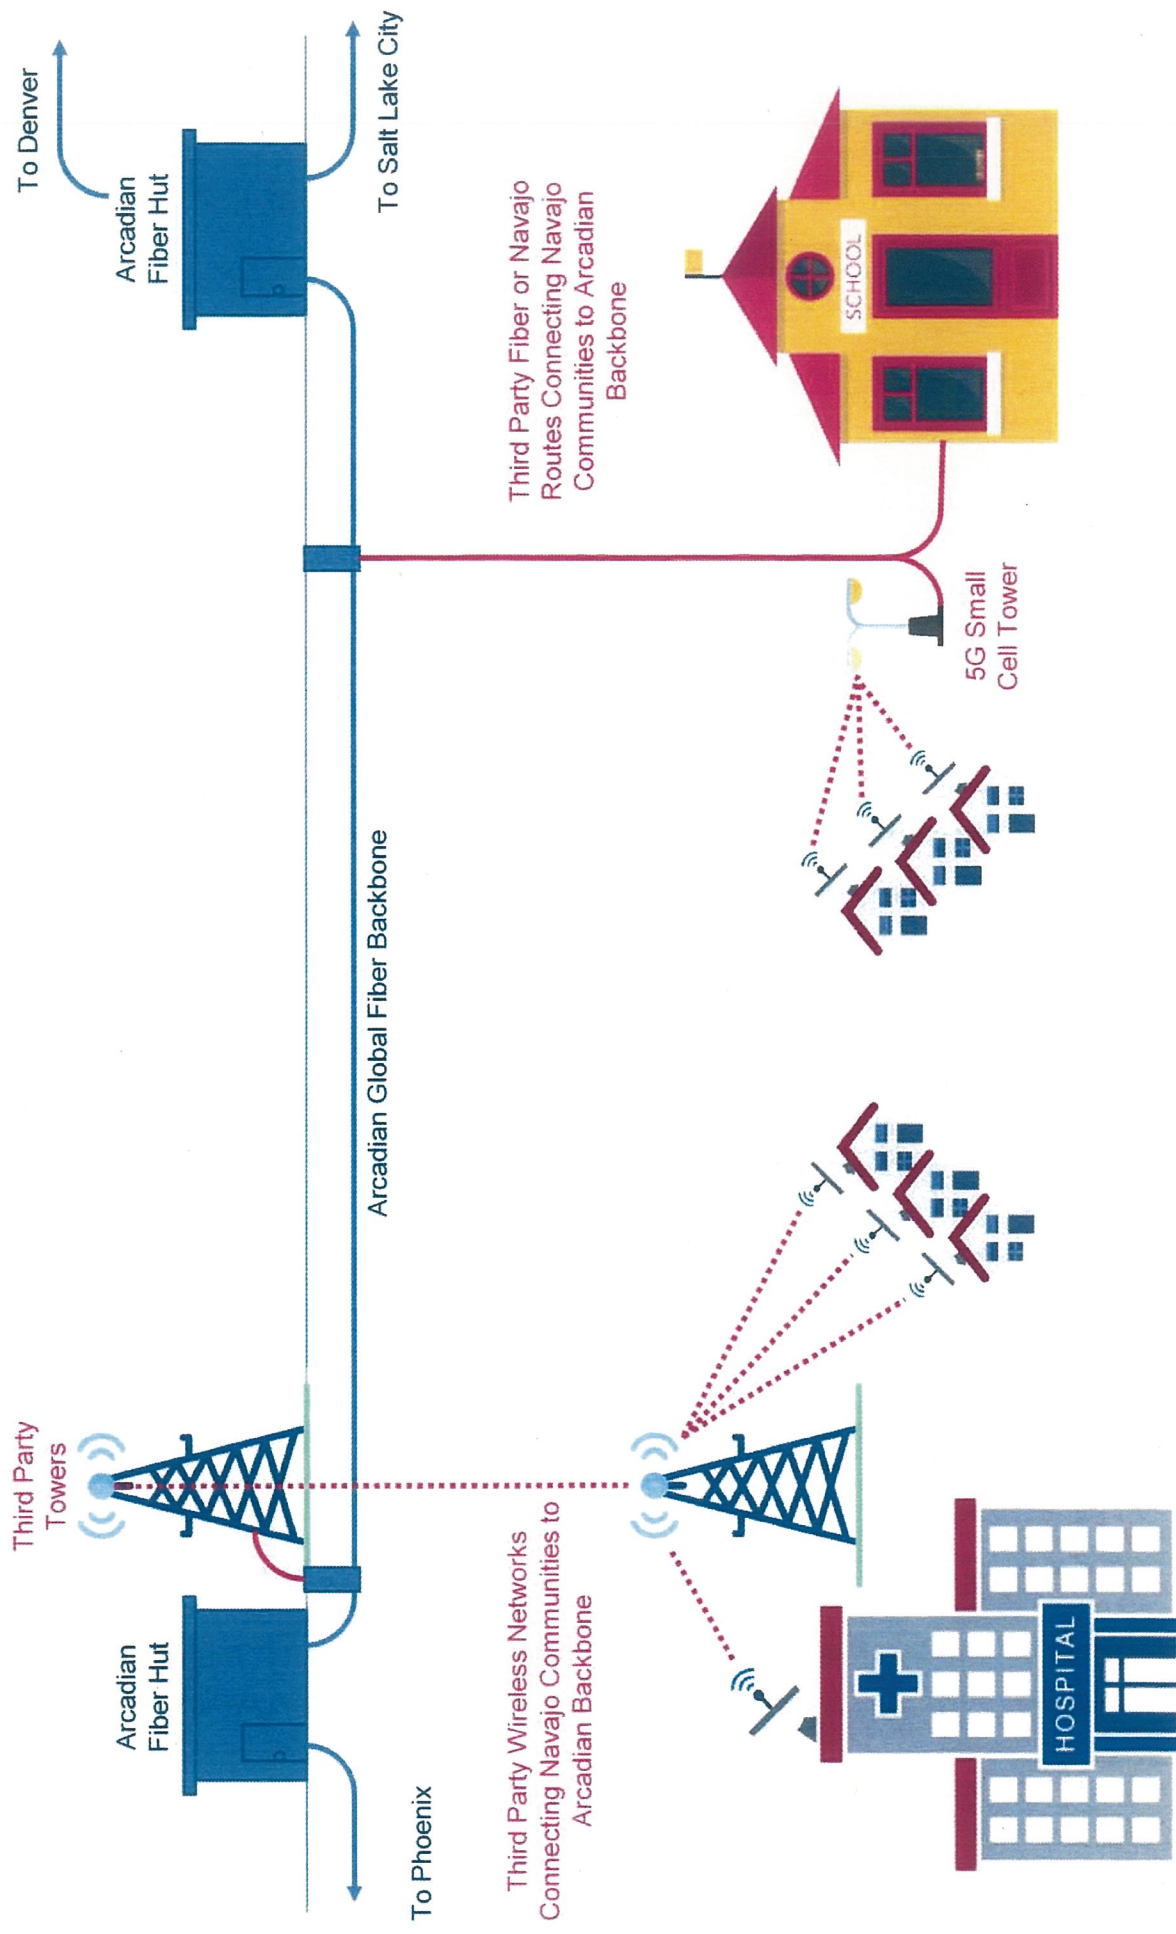 Third Party
Towers
To Denver
Arcadian
Fiber Hut
Arcadian
Fiber Hut
To Phoenix
Arcadian Global Fiber Backbone
To Salt Lake City
Third Party Wireless Networks
Connecting Navajo Communities to
Arcadian Backbone
Third Party Fiber or Navajo
Routes Connecting Navajo
Communities to Arcadian
Backbone
SCHOOL
5G Small
Cell Tower
HOSPITAL